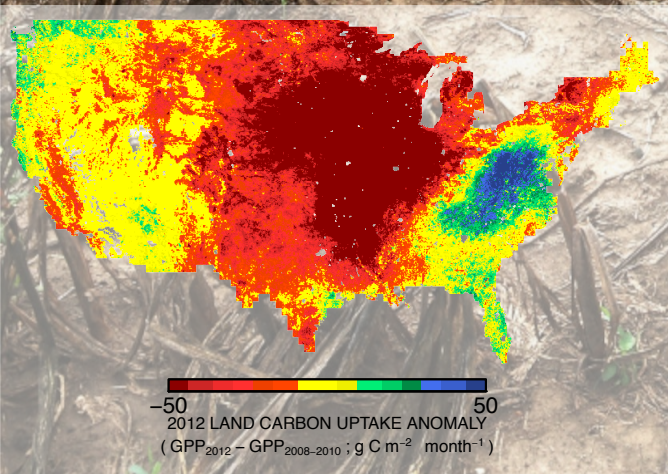 −50 50
2012 LAND CARBON UPTAKE ANOMALY
( GPP2012 − GPP2008−2010 ; g C m−2 month−1 )